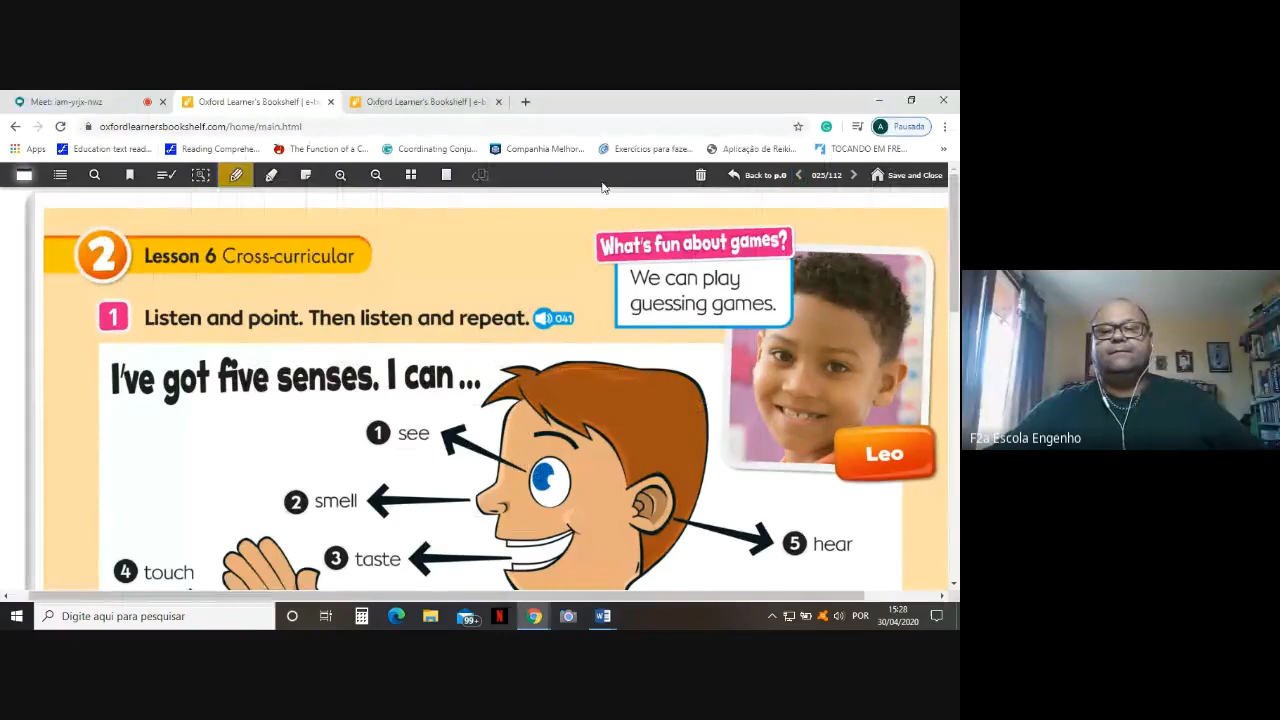 Meet: iam-yrjx-nwz
Oxford Learner's Bookshelf | e-b
Oxford Learner's Bookshelf | e-b
oxfordlearnersbookshelf.com/home/main.html
A Pausada
Apps
Education text read...
Reading Comprehe...
The Function of a C...
Coordinating Conju...
Companhia Melhor...
Exercícios para faze...
Aplicação de Reiki...
TOCANDO EM FRE...
»
Back to p.0
025/112
Save and Close
2
Lesson 6 Cross-curricular
What's fun about games?
We can play
guessing games.
1 Listen and point. Then listen and repeat. 041
I've got five senses. I can ...
1 see
Leo
2 smell
5 hear
3 taste
4 touch
F2a Escola Engenho
Digite aqui para pesquisar
99+
N
POR
15:28
30/04/2020